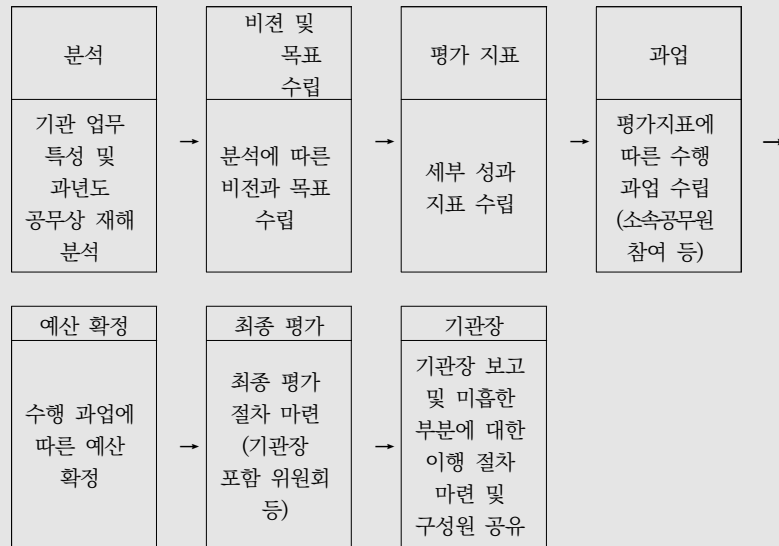 분석
기관 업무
특성 및
과년도
공무상 재해
분석
→
비젼 및
목표
수립
분석에 따른
비전과 목표
수립
→
평가 지표
세부 성과
지표 수립
→
과업
평가지표에
따른 수행
과업 수립
(소속공무원
참여 등)
→
예산 확정
수행 과업에
따른 예산
확정
→
최종 평가
최종 평가
절차 마련
(기관장
포함 위원회
등)
→
기관장
기관장 보고
및 미흡한
부분에 대한
이행 절차
마련 및
구성원 공유